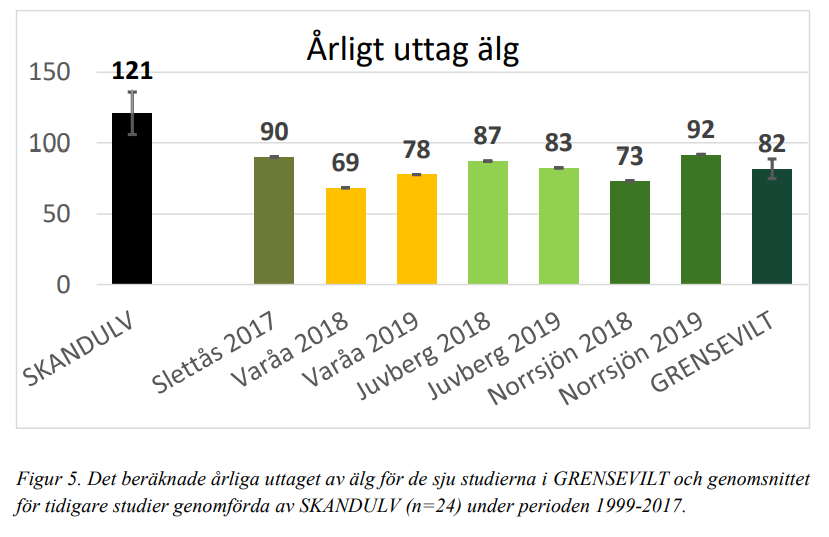 Årligt uttag älg
150
100
50
0
121
90
69
78
87
83
73
92
82
SKANDULV
Slettås 2017
Varåa 2018
Varåa 2019
Juvberg 2018
Juvberg 2019
Norrsjön 2018
Norrsjön 2019
GRENSEVILT
Figur 5. Det beräknade årliga uttaget av älg för de sju studierna i GRENSEVILT och genomsnittet
för tidigare studier genomförda av SKANDULV (n=24) under perioden 1999-2017.